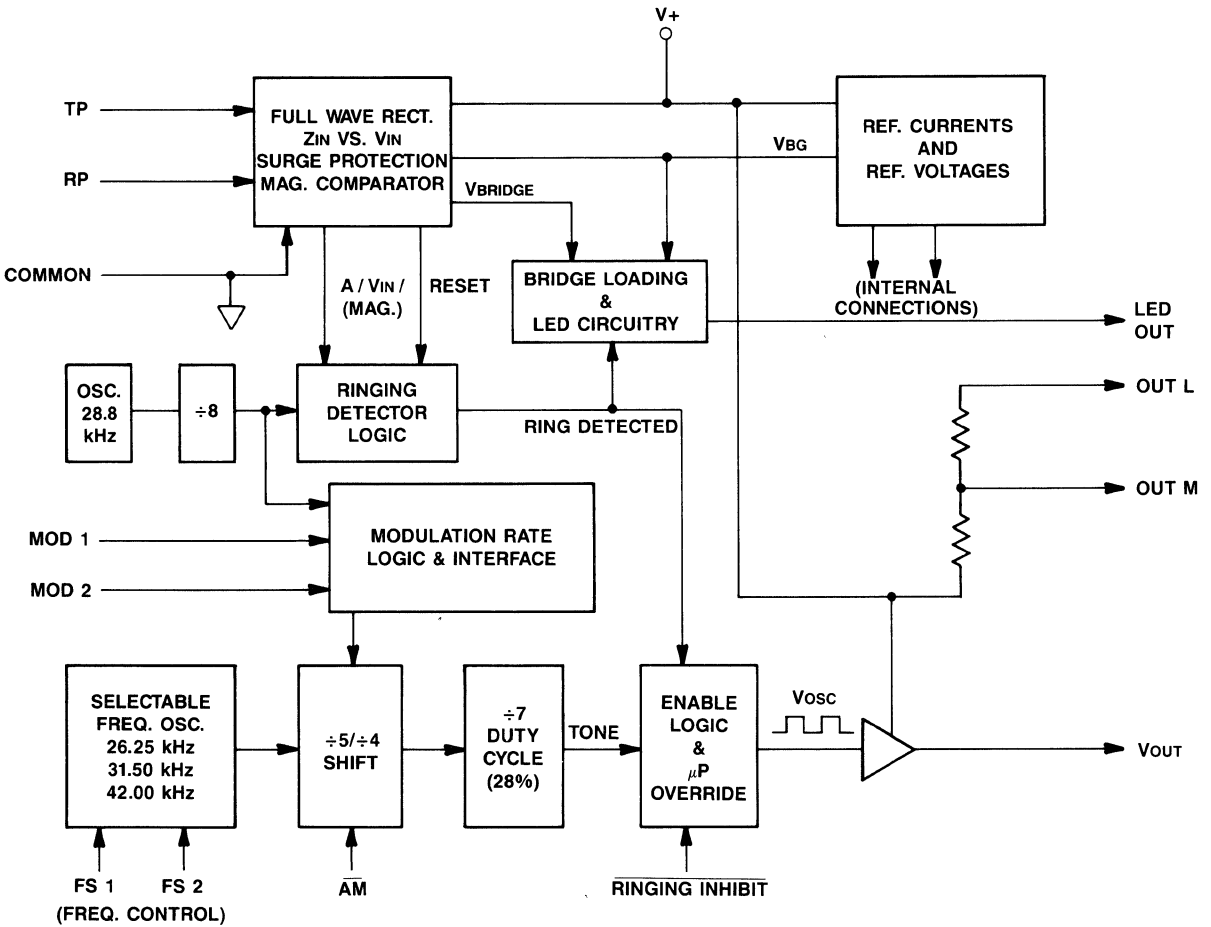 V+
TP
RP
COMMON
FULL WAVE RECT.
ZIN VS. VIN
SURGE PROTECTION
MAG. COMPARATOR
VBRIDGE
VBG
REF. CURRENTS
AND
REF. VOLTAGES
(INTERNAL
CONNECTIONS)
A / VIN /
(MAG.)
RESET
BRIDGE LOADING
&
LED CIRCUITRY
LED
OUT
OUT L
OUT M
OSC.
28.8
kHz
÷8
RINGING
DETECTOR
LOGIC
RING DETECTED
MOD 1
MOD 2
MODULATION RATE
LOGIC & INTERFACE
SELECTABLE
FREQ. OSC.
26.25 kHz
31.50 kHz
42.00 kHz
÷5/÷4
SHIFT
÷7
DUTY
CYCLE
(28%)
TONE
ENABLE
LOGIC
&
μP
OVERRIDE
VOSC
VOUT
FS 1
FS 2
(FREQ. CONTROL)
AM
RINGING INHIBIT